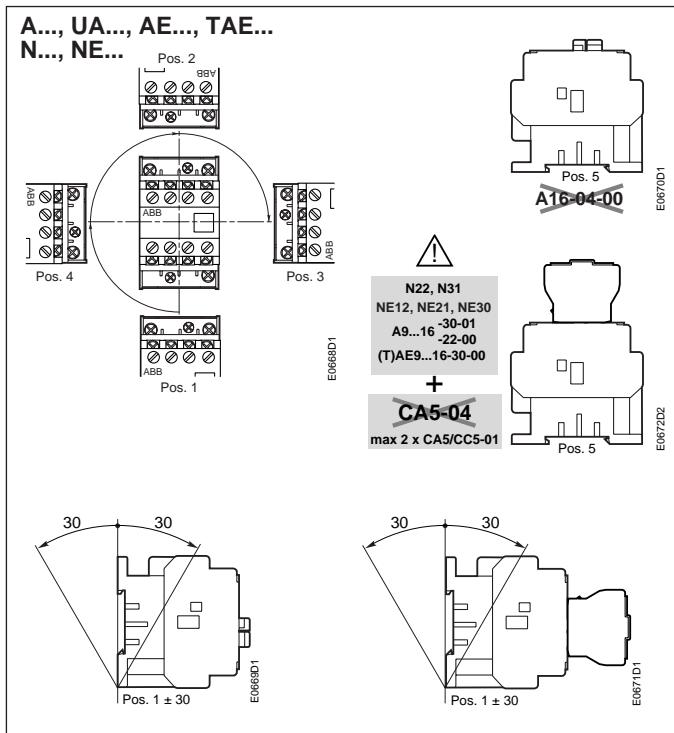 A..., UA..., AE..., TAE...
N..., NE...
Pos. 2
ABB
ABB
Pos. 4
ABB
ABB
Pos. 3
ABB
Pos. 1
E0668D1
Pos. 5
A16-04-00
E0670D1
N22, N31
NE12, NE21, NE30
A9...16 -30-01
-22-00
(T)AE9...16-30-00
+
CA5-04
max 2 x CA5/CC5-01
Pos. 5
E0672D2
30 30
Pos. 1 ± 30
E0669D1
30 30
Pos. 1 ± 30
E0671D1